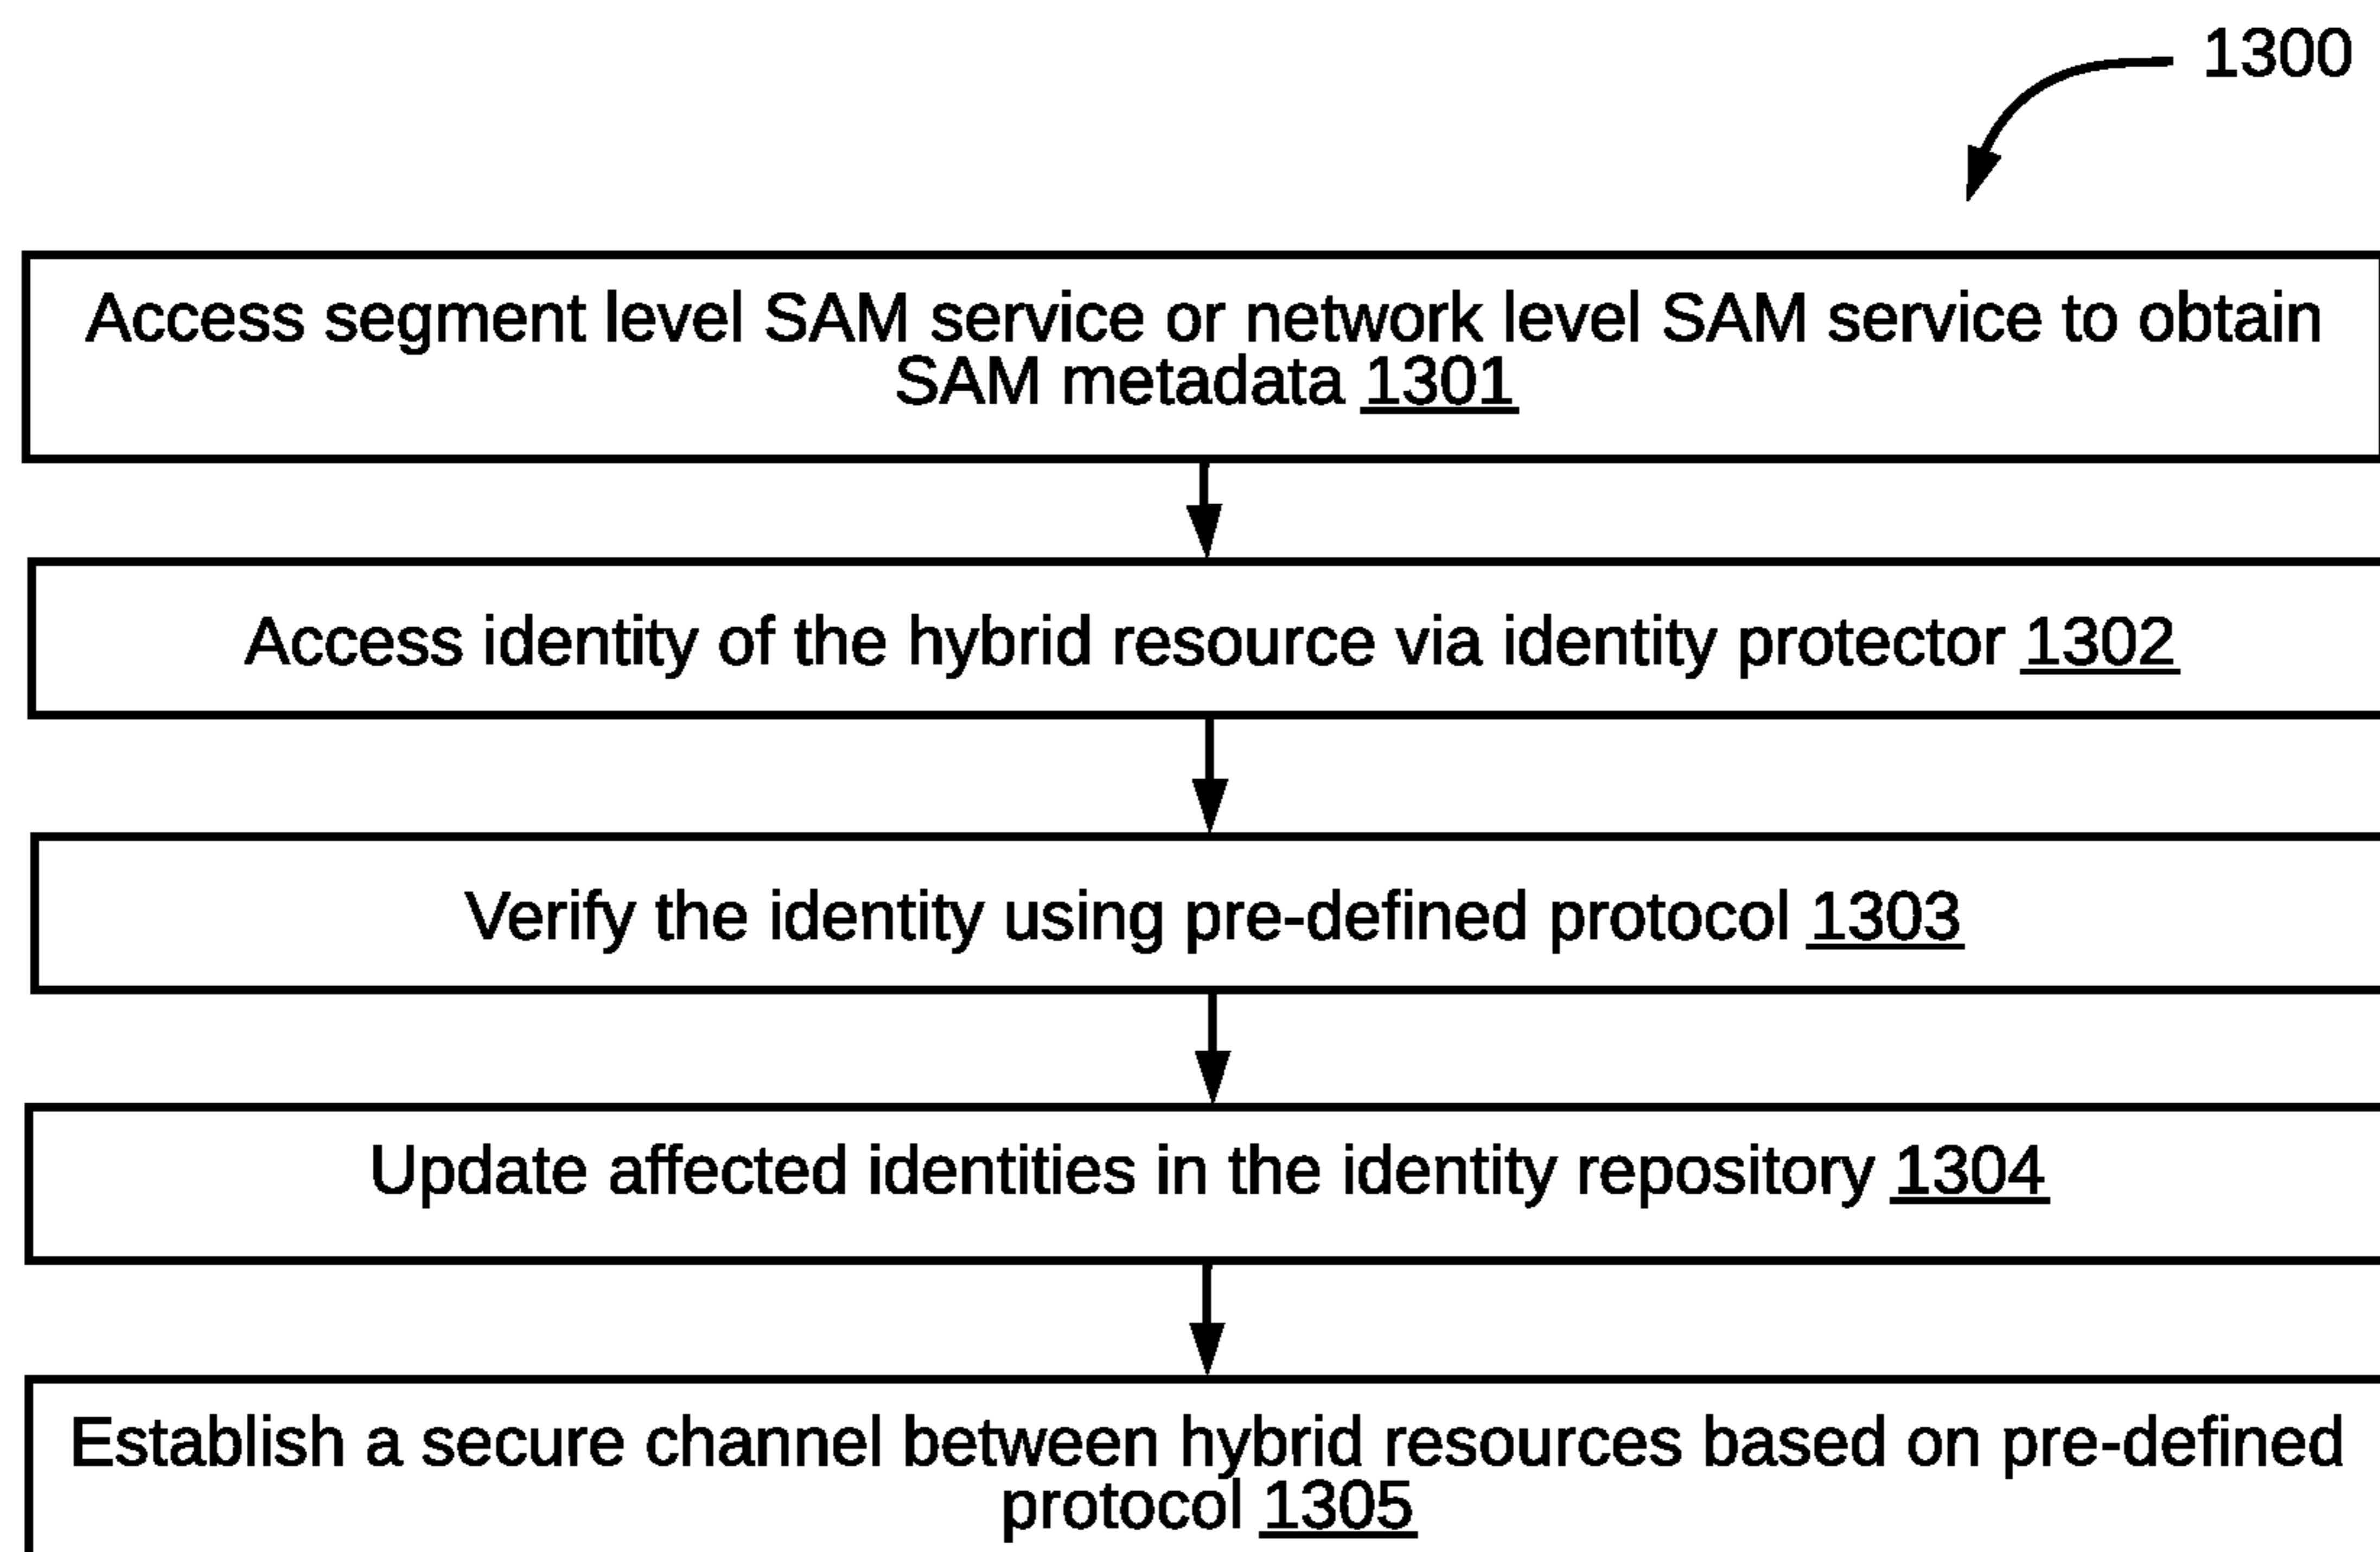 1300
Access segment level SAM service or network level SAM service to obtain
SAM metadata 1301
Access identity of the hybrid resource via identity protector 1302
Verify the identity using pre-defined protocol 1303
Update affected identities in the identity repository 1304
Establish a secure channel between hybrid resources based on pre-defined
protocol 1305